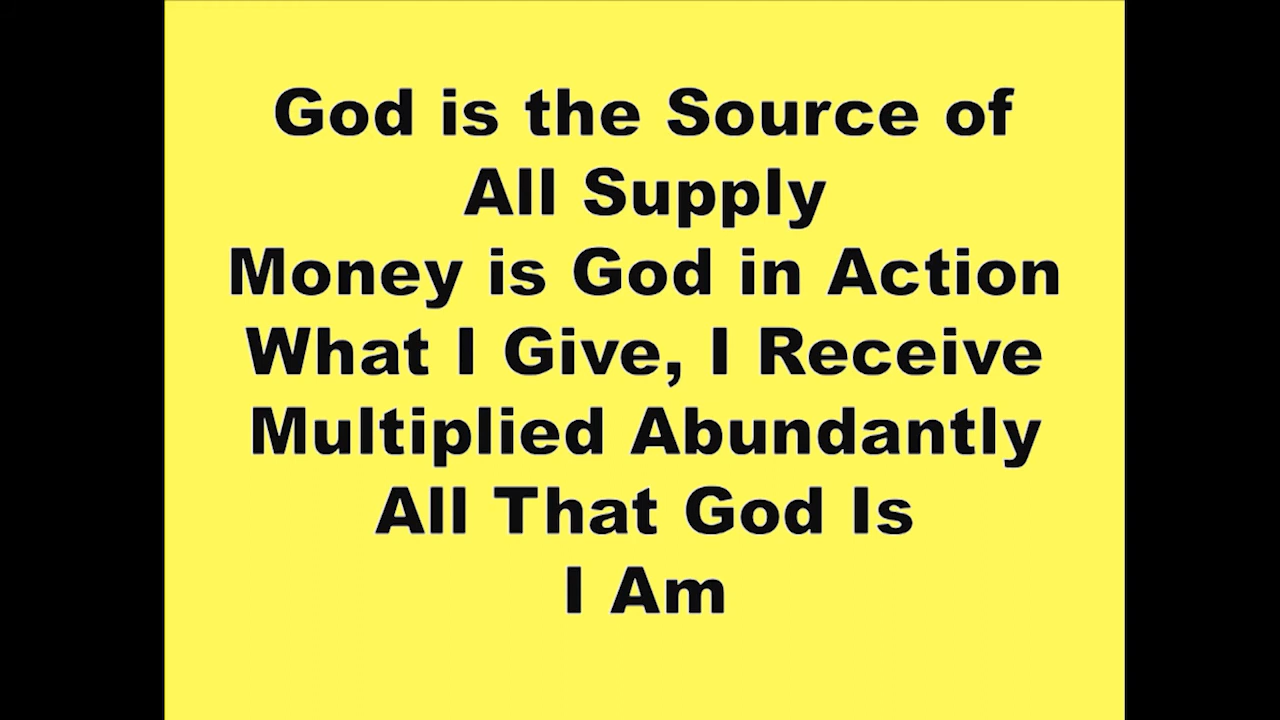 God is the Source of
All Supply
Money is God in Action
What I Give, I Receive
Multiplied Abundantly
All That God Is
I Am